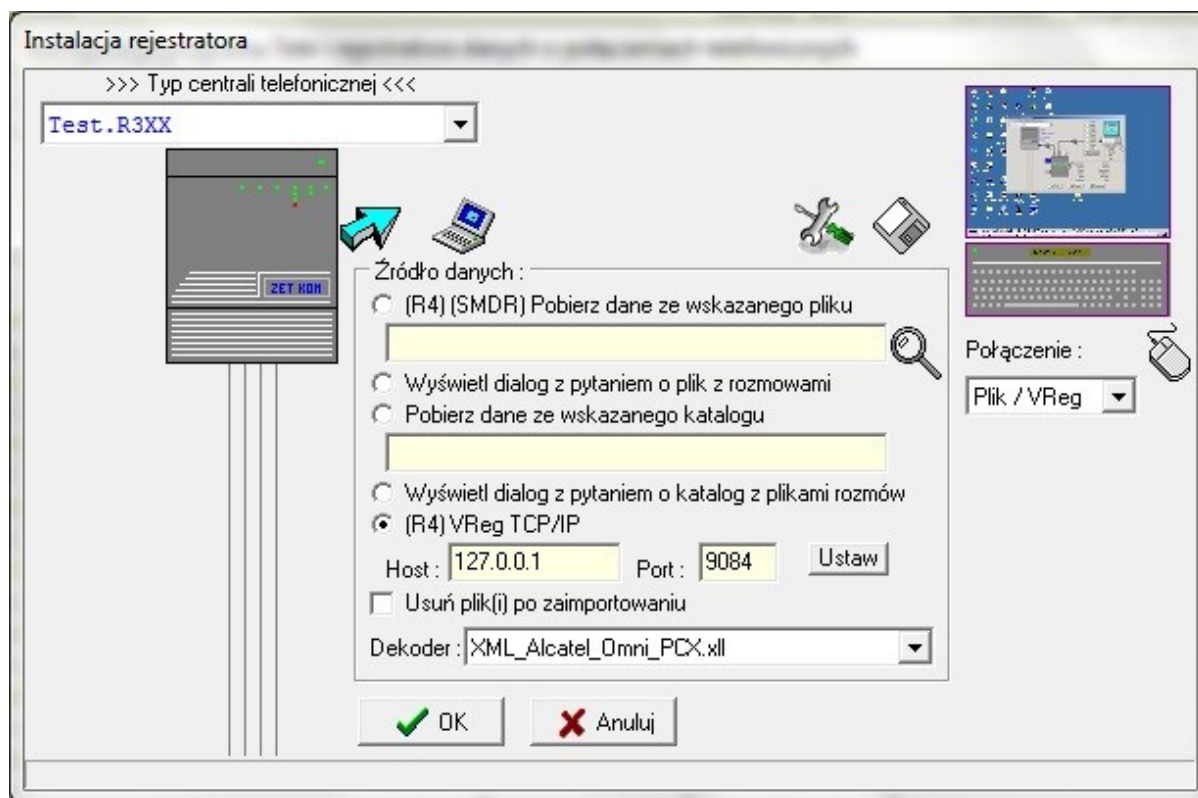 Instalacja rejestratora
>>> Typ centrali telefonicznej <<<
Test.R3XX
ZET KOM
Źródło danych :
(R4) (SMDR) Pobierz dane ze wskazanego pliku
Wyświetl dialog z pytaniem o plik z rozmowami
Pobierz dane ze wskazanego katalogu
Wyświetl dialog z pytaniem o katalog z plikami rozmów
(R4) VReg TCP/IP
Host : 127.0.0.1 Port : 9084 Ustaw
Usuń plik(i) po zaimportowaniu
Dekoder : XML_Alcatel_Omni_PCX.xll
OK Anuluj
Połączenie :
Plik / VReg